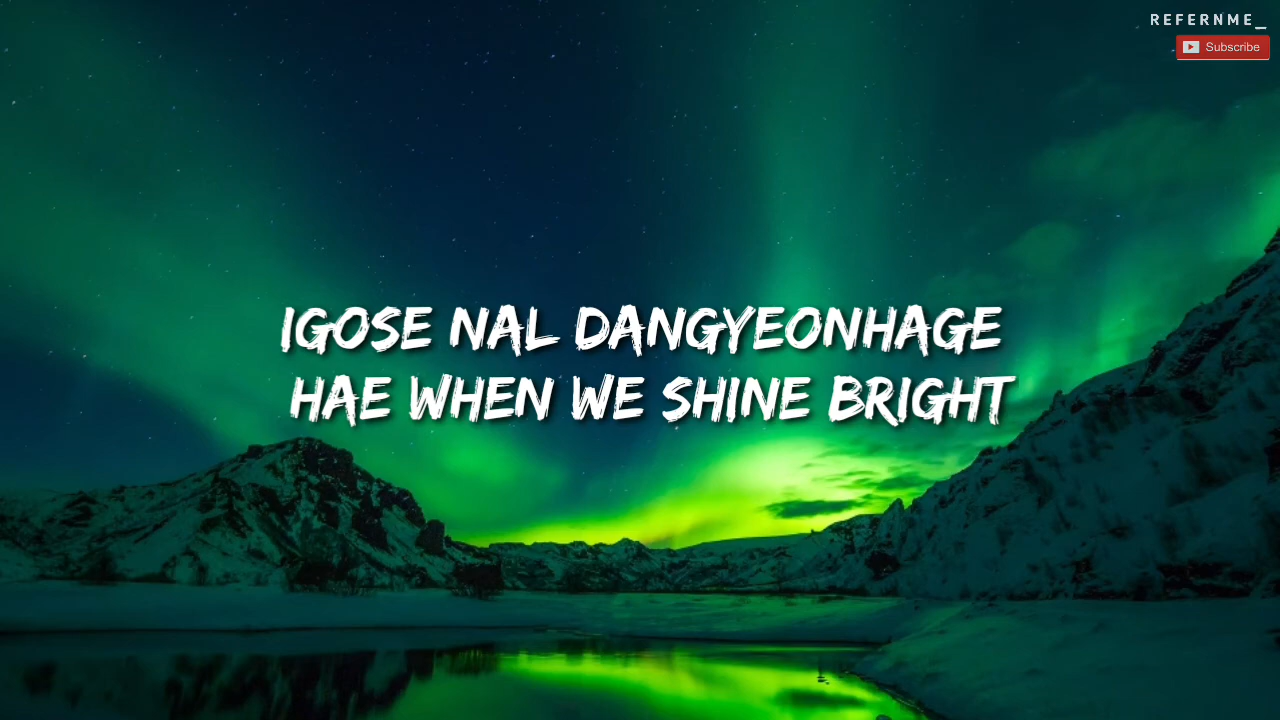 REFERNME_
Subscribe
IGOSE NAL DANGYEONHAGE
HAE WHEN WE SHINE BRIGHT